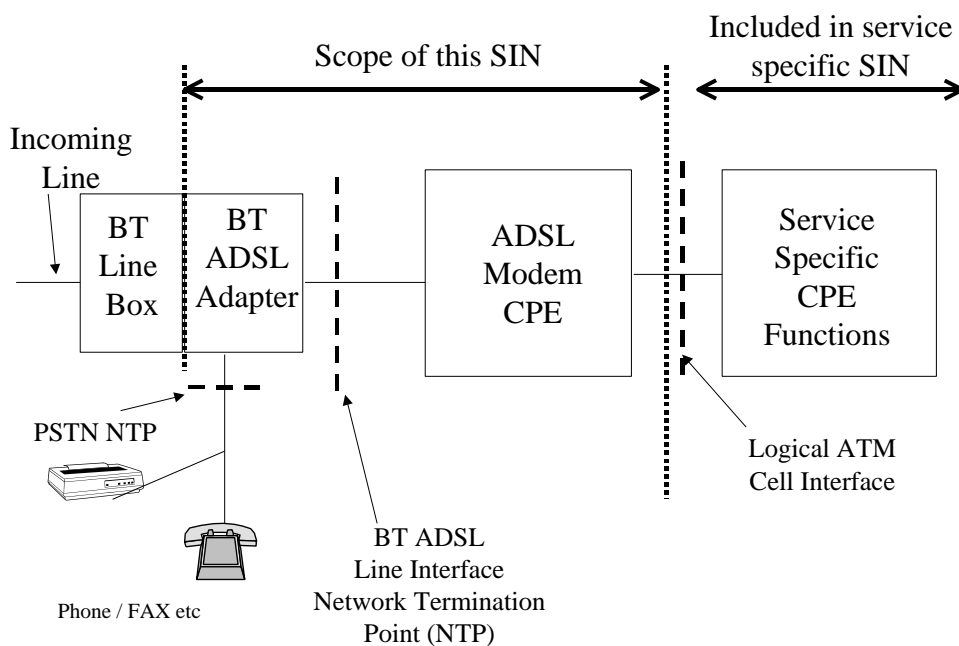 Scope of this SIN
Included in service
specific SIN
Incoming
Line
BT
Line
Box
BT
ADSL
Adapter
ADSL
Modem
CPE
Service
Specific
CPE
Functions
PSTN NTP
Logical ATM
Cell Interface
BT ADSL
Line Interface
Network Termination
Point (NTP)
Phone / FAX etc